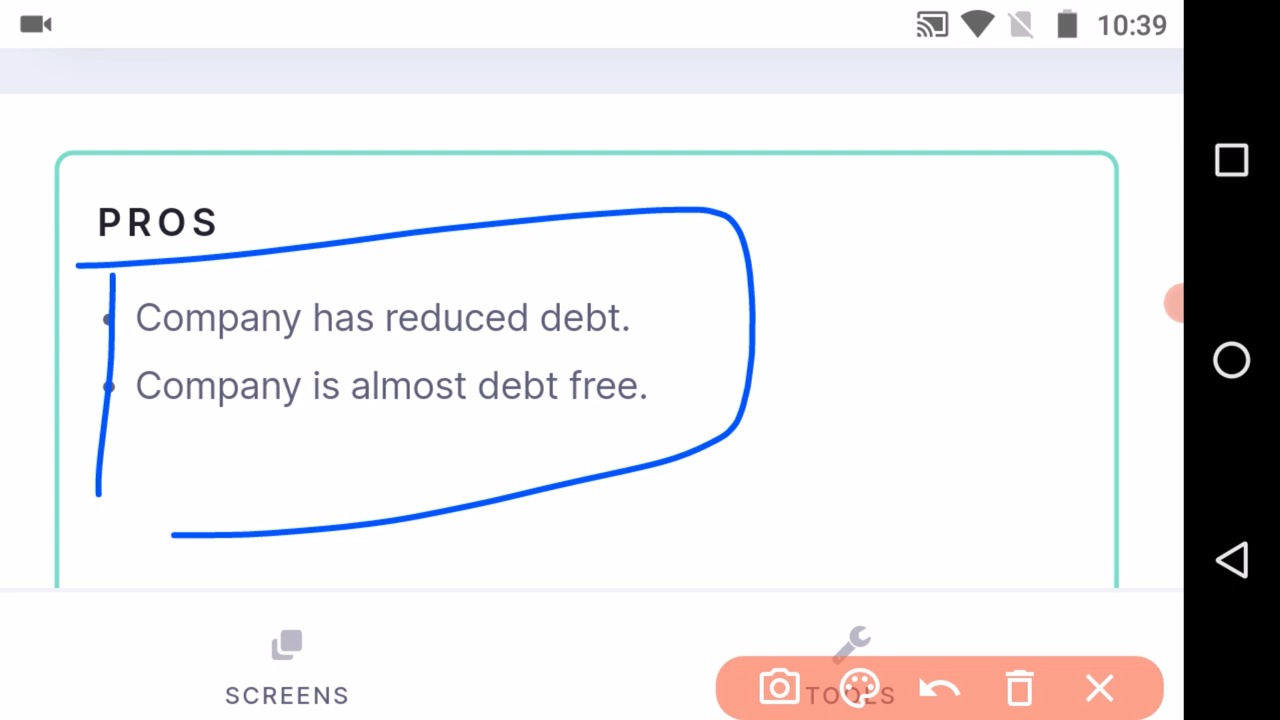 10:39
PROS
Company has reduced debt.
Company is almost debt free.
SCREENS
TOOLS